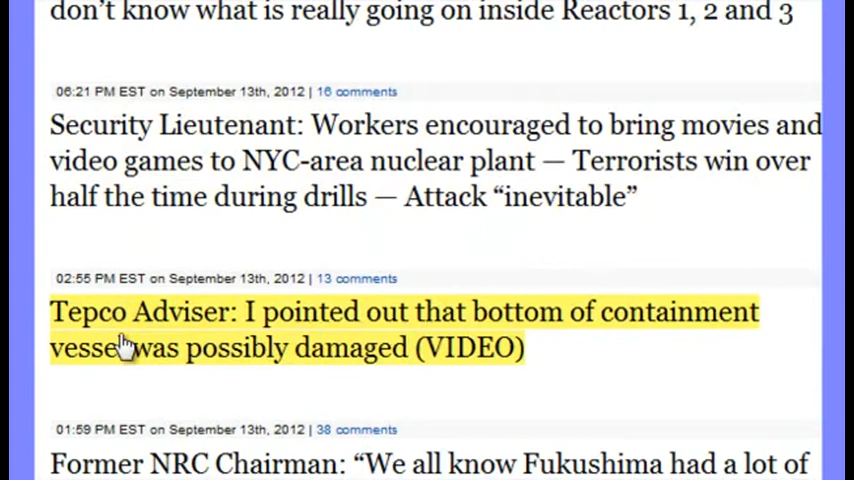 don't know what is really going on inside Reactors 1, 2 and 3
06:21 PM EST on September 13th, 2012 | 16 comments
Security Lieutenant: Workers encouraged to bring movies and
video games to NYC-area nuclear plant — Terrorists win over
half the time during drills — Attack “inevitable”
02:55 PM EST on September 13th, 2012 | 13 comments
Tepco Adviser: I pointed out that bottom of containment
vessel was possibly damaged (VIDEO)
01:59 PM EST on September 13th, 2012 | 38 comments
Former NRC Chairman: “We all know Fukushima had a lot of